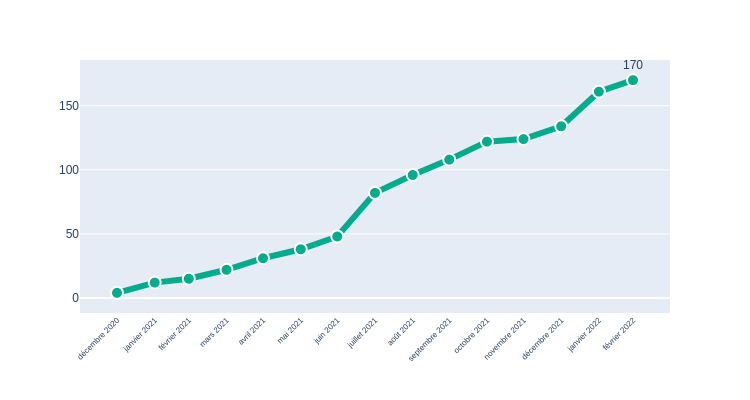 170
150
100
50
0
décembre 2020
janvier 2021
février 2021
mars 2021
avril 2021
mai 2021
juin 2021
juillet 2021
août 2021
septembre 2021
octobre 2021
novembre 2021
décembre 2021
janvier 2022
février 2022